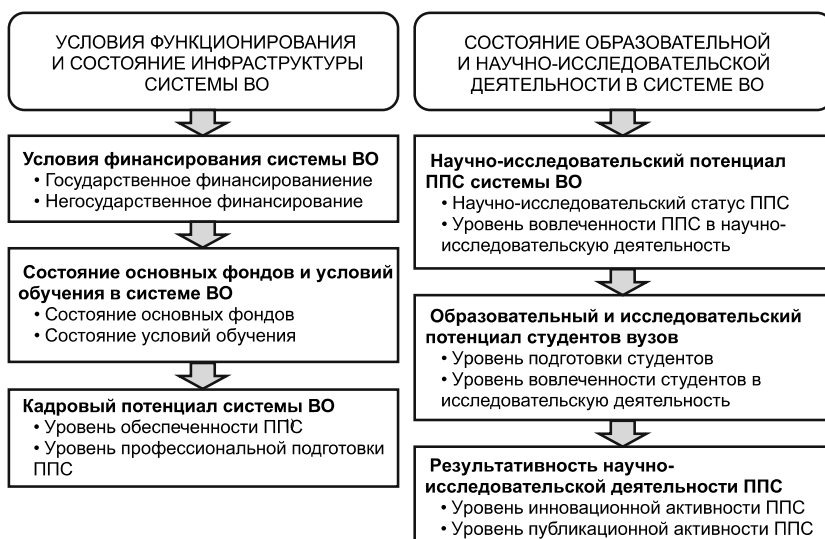 УСЛОВИЯ ФУНКЦИОНИРОВАНИЯ
И СОСТОЯНИЕ ИНФРАСТРУКТУРЫ
СИСТЕМЫ ВО
Условия финансирования системы ВО
• Государственное финансированиение
• Негосударственное финансирование
Состояние основных фондов и условий
обучения в системе ВО
• Состояние основных фондов
• Состояние условий обучения
Кадровый потенциал системы ВО
• Уровень обеспеченности ППС
• Уровень профессиональной подготовки
ППС
СОСТОЯНИЕ ОБРАЗОВАТЕЛЬНОЙ
И НАУЧНО-ИССЛЕДОВАТЕЛЬСКОЙ
ДЕЯТЕЛЬНОСТИ В СИСТЕМЕ ВО
Научно-исследовательский потенциал
ППС системы ВО
• Научно-исследовательский статус ППС
• Уровень вовлеченности ППС в научно-
исследовательскую деятельность
Образовательный и исследовательский
потенциал студентов вузов
• Уровень подготовки студентов
• Уровень вовлеченности студентов в
исследовательскую деятельность
Результативность научно-
исследовательской деятельности ППС
• Уровень инновационной активности ППС
• Уровень публикационной активности ППС